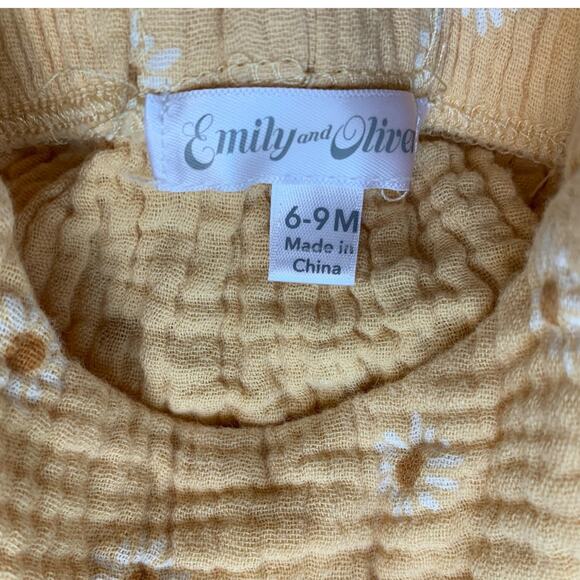 Emily and Oliver
6-9M
Made in
China